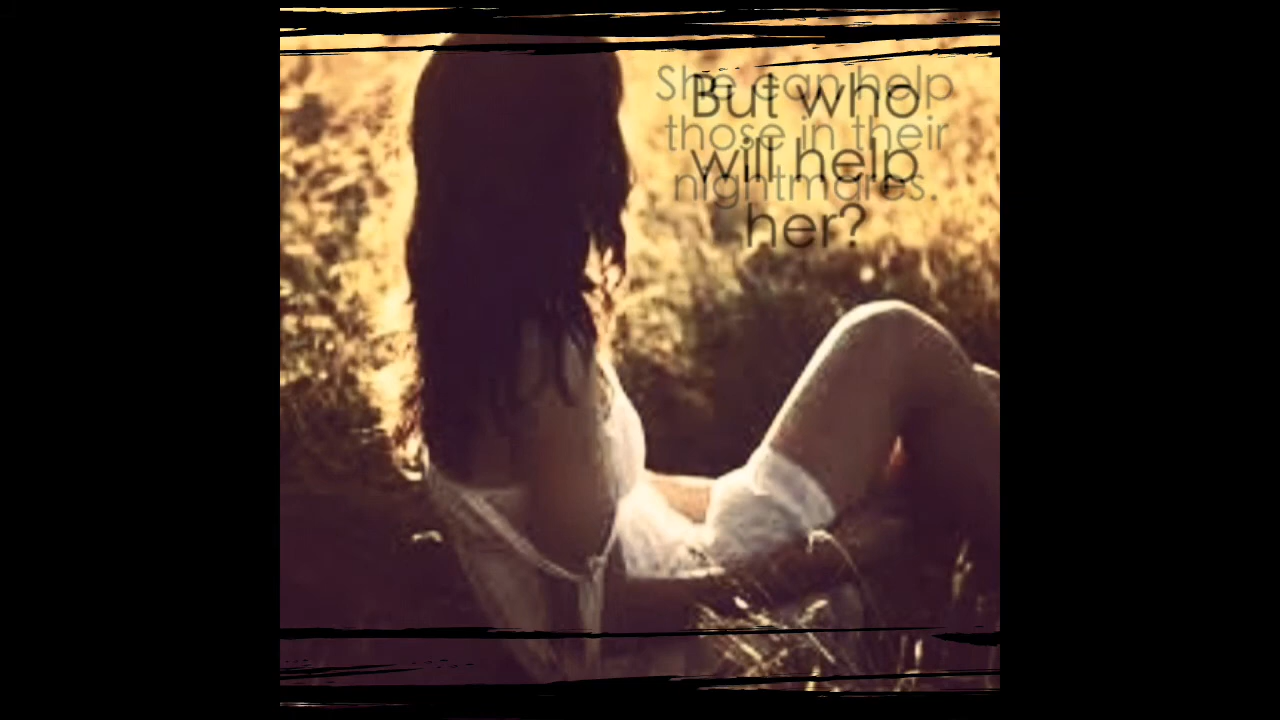 She can help
those in their
nightmares.
But who
will help
her?